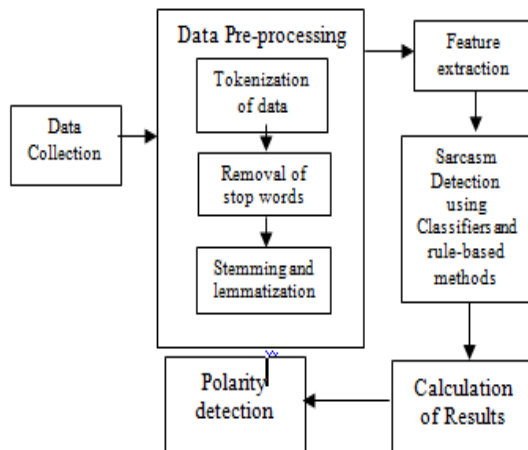 Data Collection
Data Pre-processing
Tokenization
of data
Removal of
stop words
Stemming and
lemmatization
Feature
extraction
Sarcasm
Detection
using
Classifiers and
rule-based
methods
Calculation
of Results
Polarity
detection